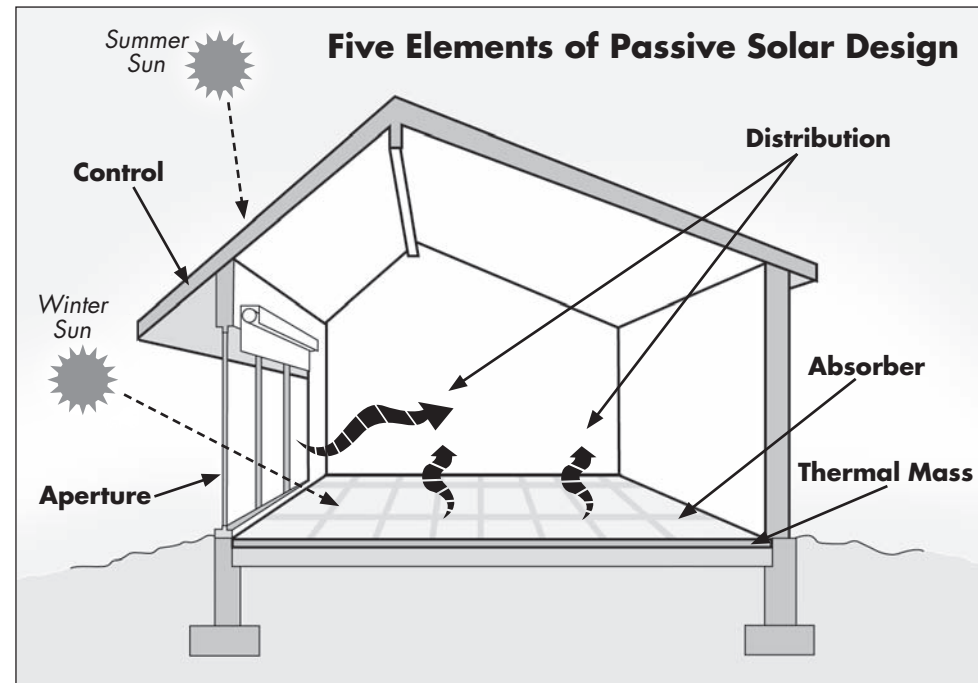 Five Elements of Passive Solar Design
Summer
Sun
Distribution
Control
Winter
Sun
Absorber
Thermal Mass
Aperture